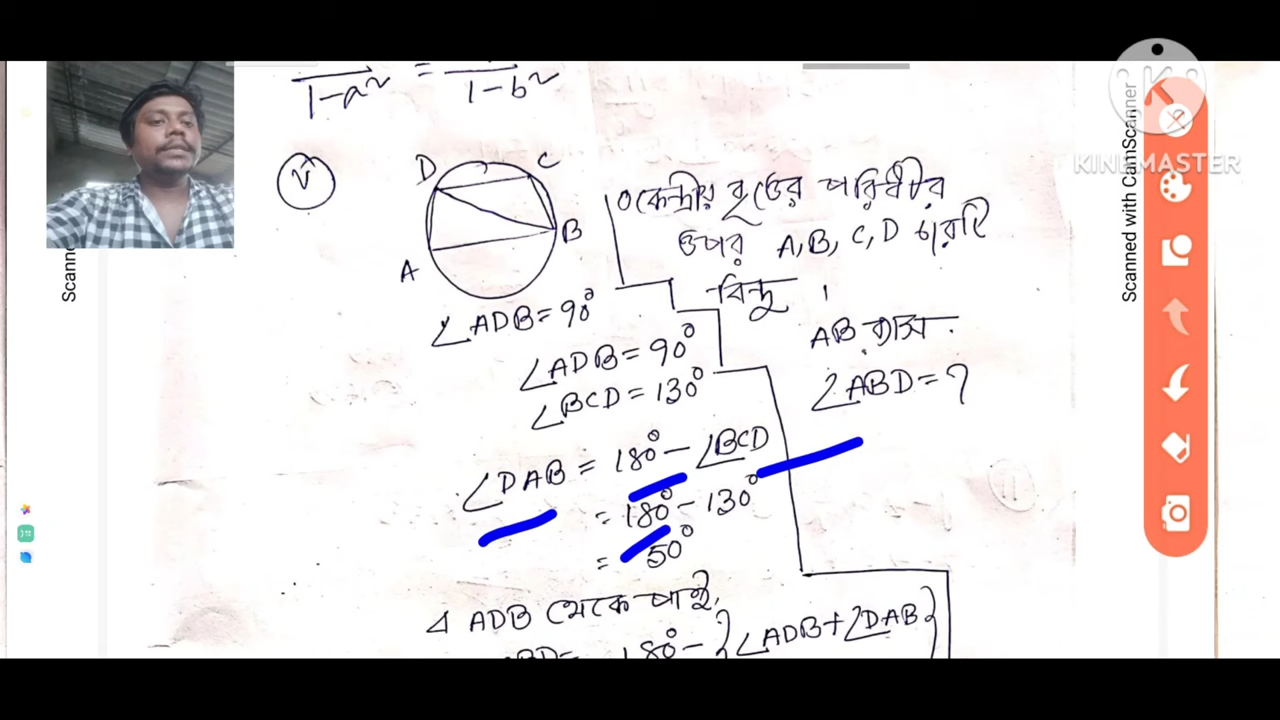 1-a² = 1-b²
v
D C
B
A
O কেন্দ্রীয় বৃত্তের পরিধীর
উপর A, B, C, D চারটি
বিন্দু ।
AB ব্যাস
∠ABD = ?
∠ADB = 90°
∠ADB = 90°
∠BCD = 130°
∠DAB = 180° - ∠BCD
= 180° - 130°
= 50°
△ ADB থেকে পাই,
180° - {∠ADB + ∠DAB}
Scanned with CamScanner
KINEMASTER
Scanne